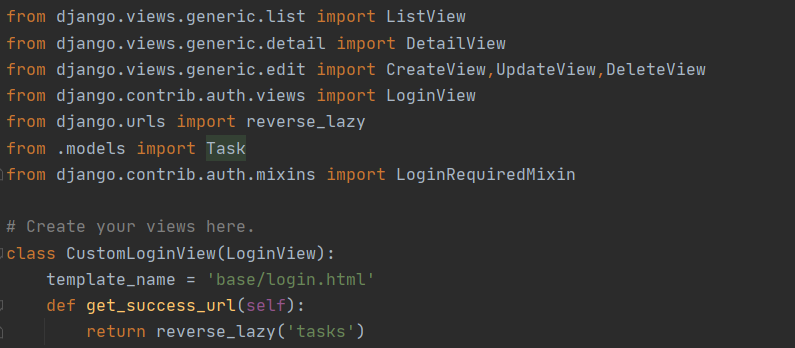 from django.views.generic.list import ListView
from django.views.generic.detail import DetailView
from django.views.generic.edit import CreateView,UpdateView,DeleteView
from django.contrib.auth.views import LoginView
from django.urls import reverse_lazy
from .models import Task
from django.contrib.auth.mixins import LoginRequiredMixin

# Create your views here.
class CustomLoginView(LoginView):
    template_name = 'base/login.html'
    def get_success_url(self):
        return reverse_lazy('tasks')